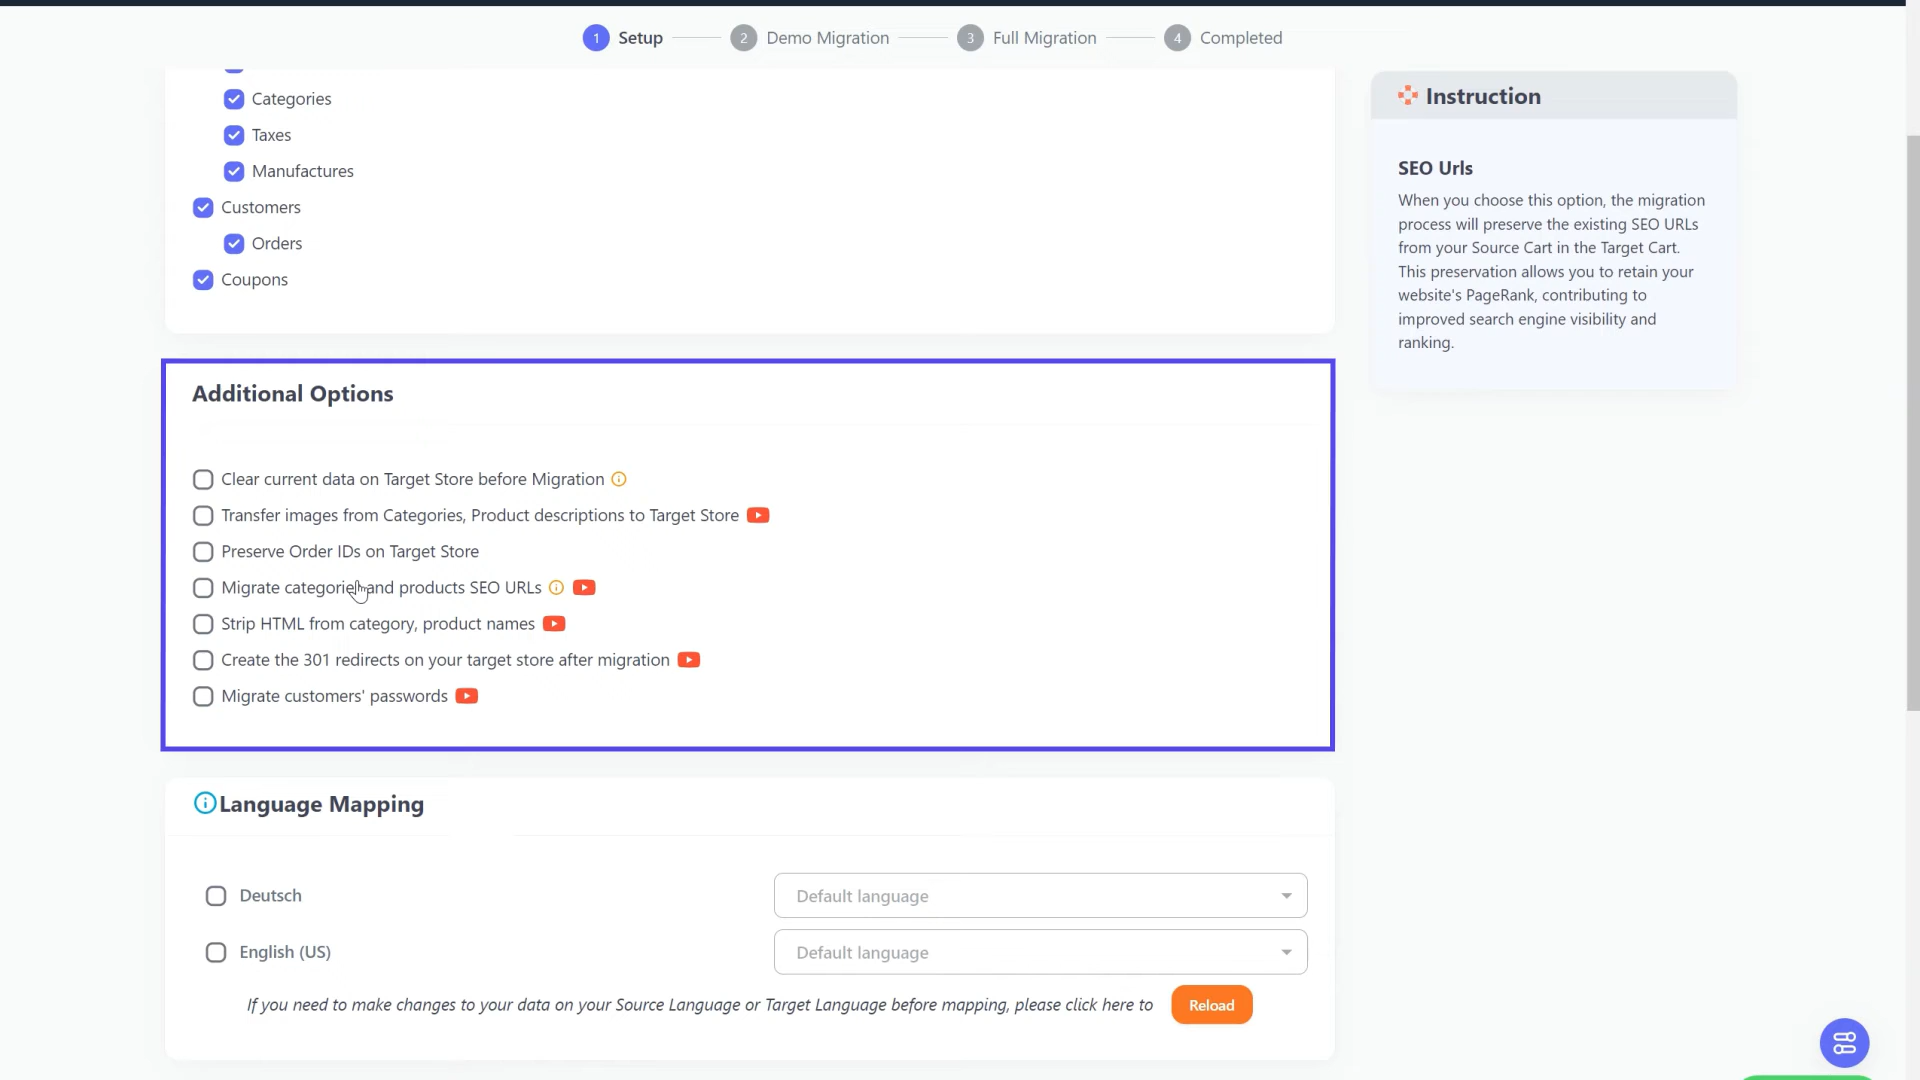 1 Setup 2 Demo Migration 3 Full Migration 4 Completed
Categories
Taxes
Manufactures
Customers
Orders
Coupons
Instruction
SEO Urls
When you choose this option, the migration
process will preserve the existing SEO URLs
from your Source Cart in the Target Cart.
This preservation allows you to retain your
website's PageRank, contributing to
improved search engine visibility and
ranking.
Additional Options
Clear current data on Target Store before Migration
Transfer images from Categories, Product descriptions to Target Store
Preserve Order IDs on Target Store
Migrate categories and products SEO URLs
Strip HTML from category, product names
Create the 301 redirects on your target store after migration
Migrate customers' passwords
Language Mapping
Deutsch Default language
English (US) Default language
If you need to make changes to your data on your Source Language or Target Language before mapping, please click here to Reload